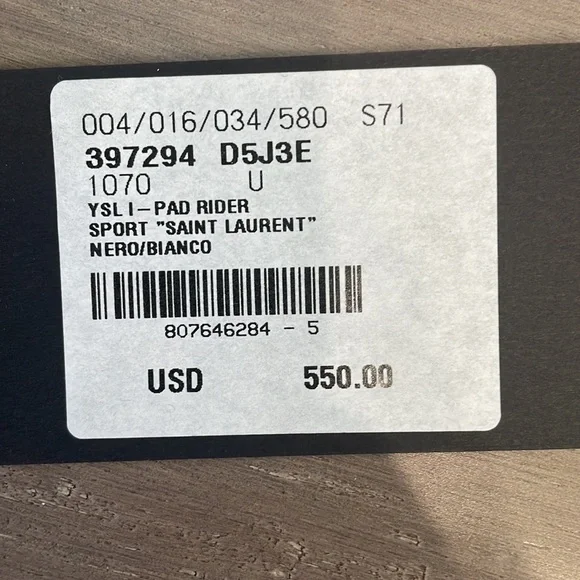 004/016/034/580 S71
397294 D5J3E
1070 U
YSL I-PAD RIDER
SPORT "SAINT LAURENT"
NERO/BIANCO
807646284 - 5
USD 550.00